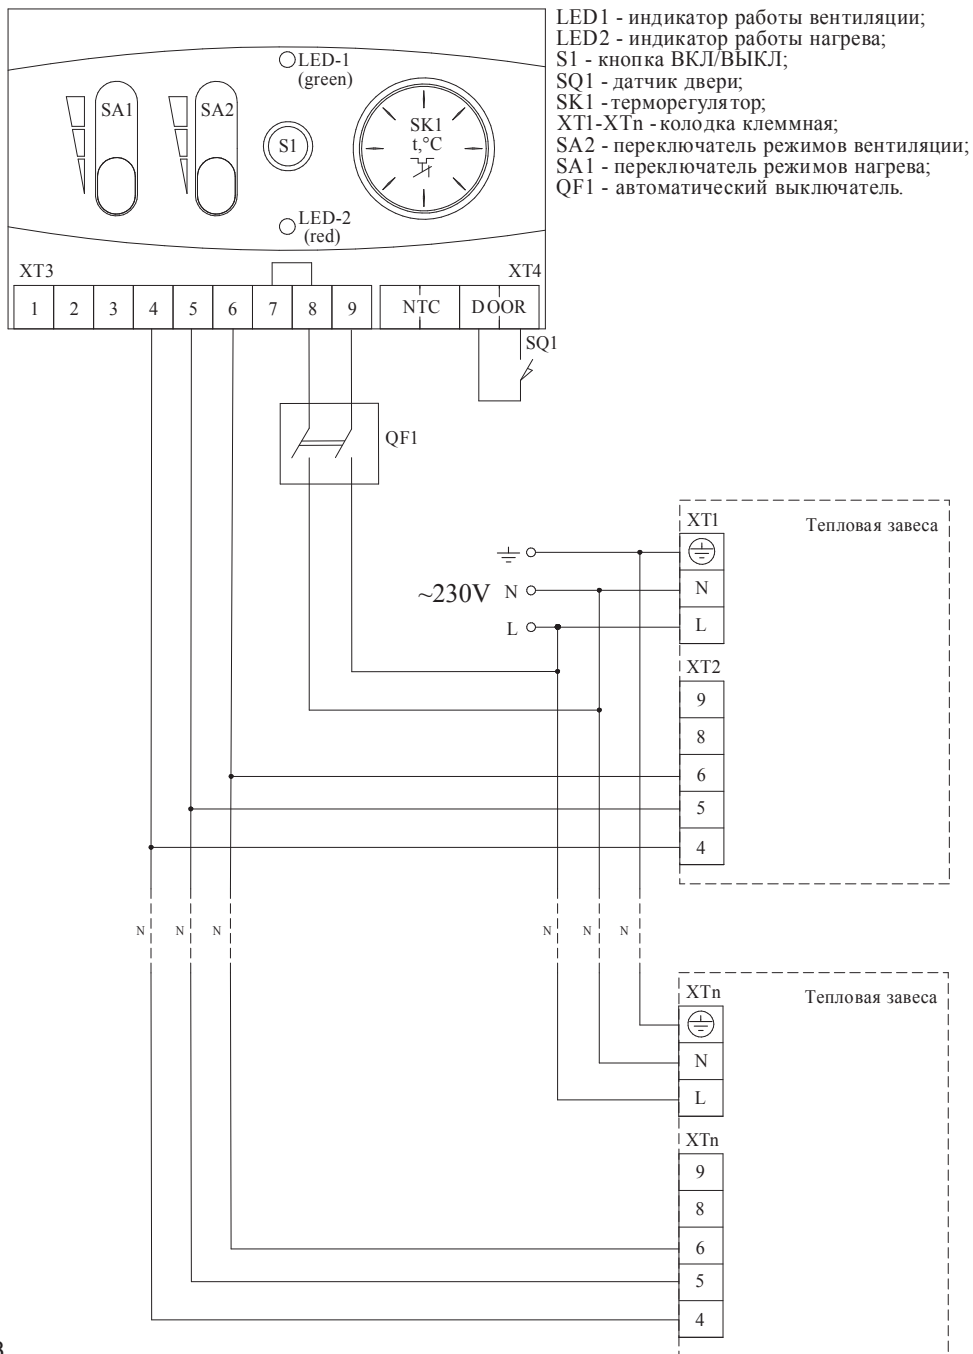 LED1 - индикатор работы вентиляции;
LED2 - индикатор работы нагрева;
S1 - кнопка ВКЛ/ВЫКЛ;
SQ1 - датчик двери;
SK1 - терморегулятор;
XT1-XTn - колодка клеммная;
SA2 - переключатель режимов вентиляции;
SA1 - переключатель режимов нагрева;
QF1 - автоматический выключатель.
LED-1
(green)
SA1
SA2
S1
SK1
t,°C
LED-2
(red)
XT3
XT4
1 2 3 4 5 6 7 8 9 NTC DOOR
SQ1
QF1
XT1
Тепловая завеса
~230V
N
N
L
L
XT2
9
8
6
5
4
N N N N N N
XTn
Тепловая завеса
N
L
XTn
9
8
6
5
4